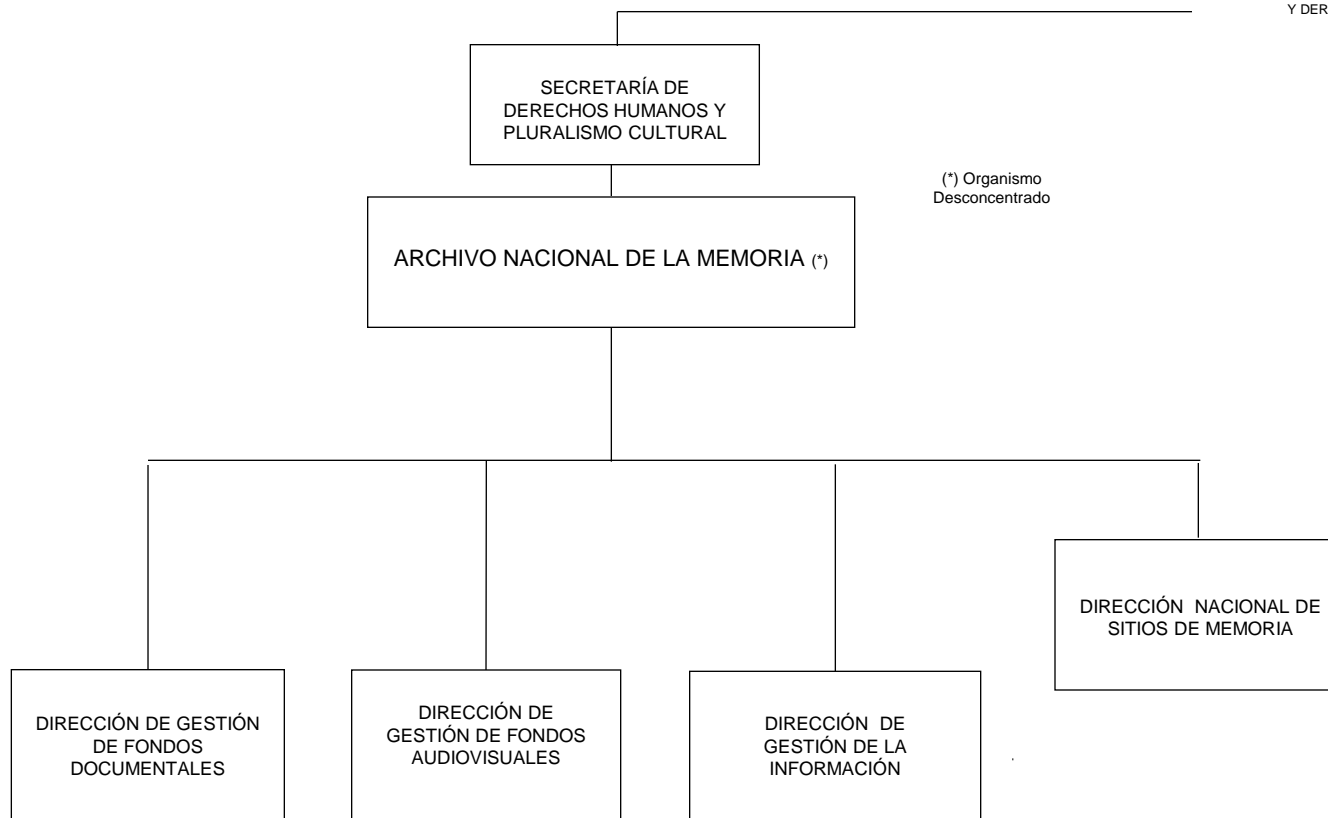 Y DER
SECRETARÍA DE
DERECHOS HUMANOS Y
PLURALISMO CULTURAL
(*) Organismo
Desconcentrado
ARCHIVO NACIONAL DE LA MEMORIA (*)
DIRECCIÓN NACIONAL DE
SITIOS DE MEMORIA
DIRECCIÓN DE GESTIÓN
DE FONDOS
DOCUMENTALES
DIRECCIÓN DE
GESTIÓN DE FONDOS
AUDIOVISUALES
DIRECCIÓN DE
GESTIÓN DE LA
INFORMACIÓN